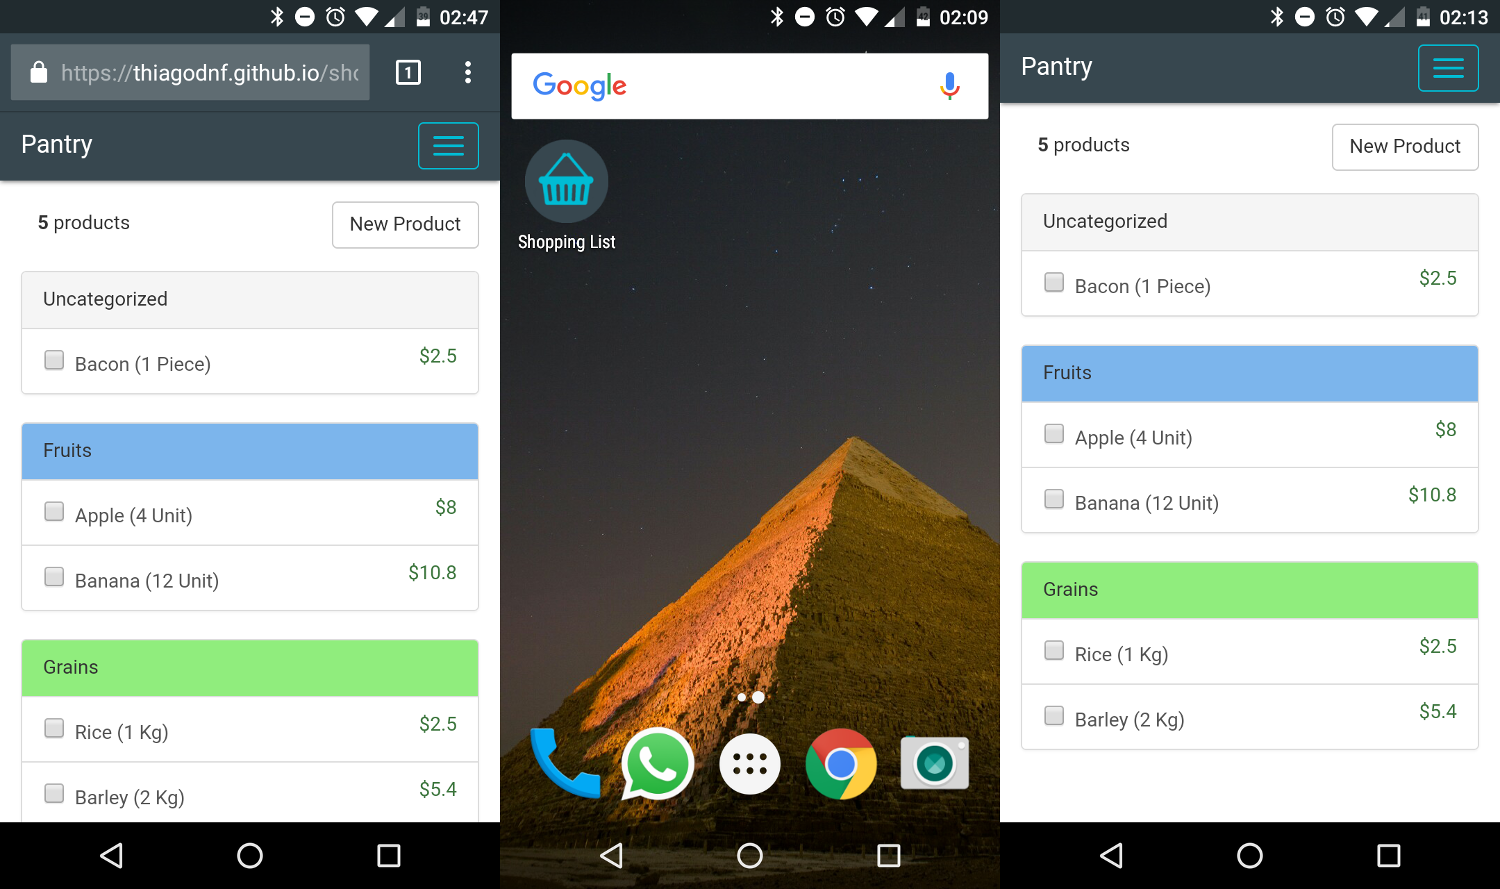 02:47
https://thiagodnf.github.io/sho
1
Pantry
5 products
New Product
Uncategorized
Bacon (1 Piece)
$2.5
Fruits
Apple (4 Unit)
$8
Banana (12 Unit)
$10.8
Grains
Rice (1 Kg)
$2.5
Barley (2 Kg)
$5.4
02:09
Google
Shopping List
02:13
Pantry
5 products
New Product
Uncategorized
Bacon (1 Piece)
$2.5
Fruits
Apple (4 Unit)
$8
Banana (12 Unit)
$10.8
Grains
Rice (1 Kg)
$2.5
Barley (2 Kg)
$5.4